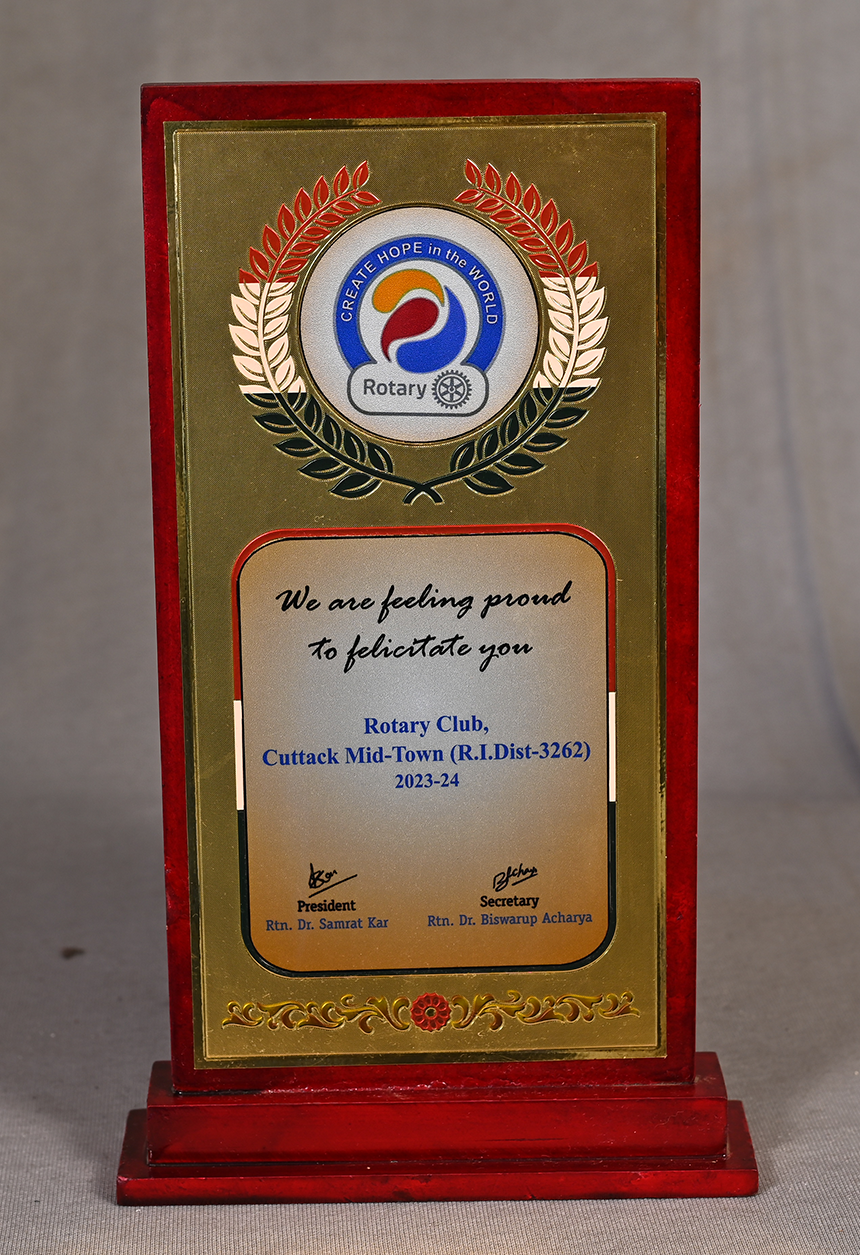 CREATE HOPE in the WORLD
Rotary
We are feeling proud
to felicitate you
Rotary Club,
Cuttack Mid-Town (R.I.Dist-3262)
2023-24
President
Rtn. Dr. Samrat Kar
Secretary
Rtn. Dr. Biswarup Acharya